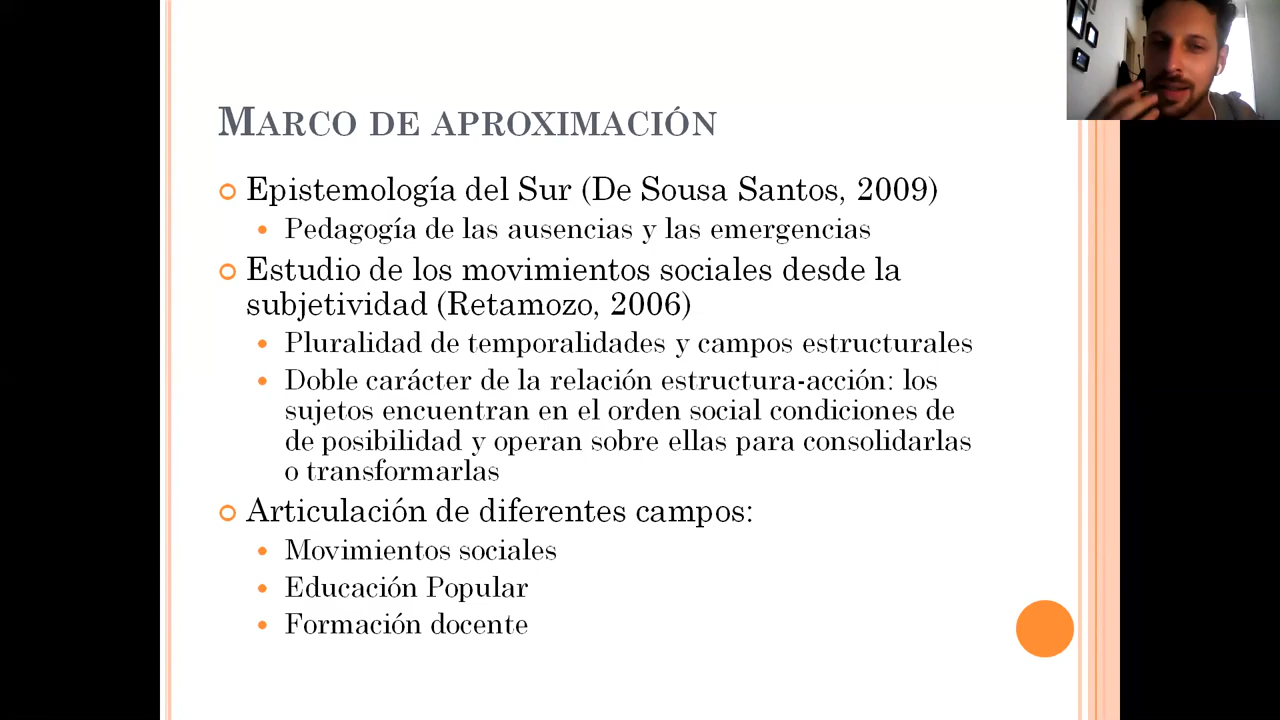 MARCO DE APROXIMACIÓN
Epistemología del Sur (De Sousa Santos, 2009)
Pedagogía de las ausencias y las emergencias
Estudio de los movimientos sociales desde la
subjetividad (Retamozo, 2006)
Pluralidad de temporalidades y campos estructurales
Doble carácter de la relación estructura-acción: los
sujetos encuentran en el orden social condiciones de
de posibilidad y operan sobre ellas para consolidarlas
o transformarlas
Articulación de diferentes campos:
Movimientos sociales
Educación Popular
Formación docente